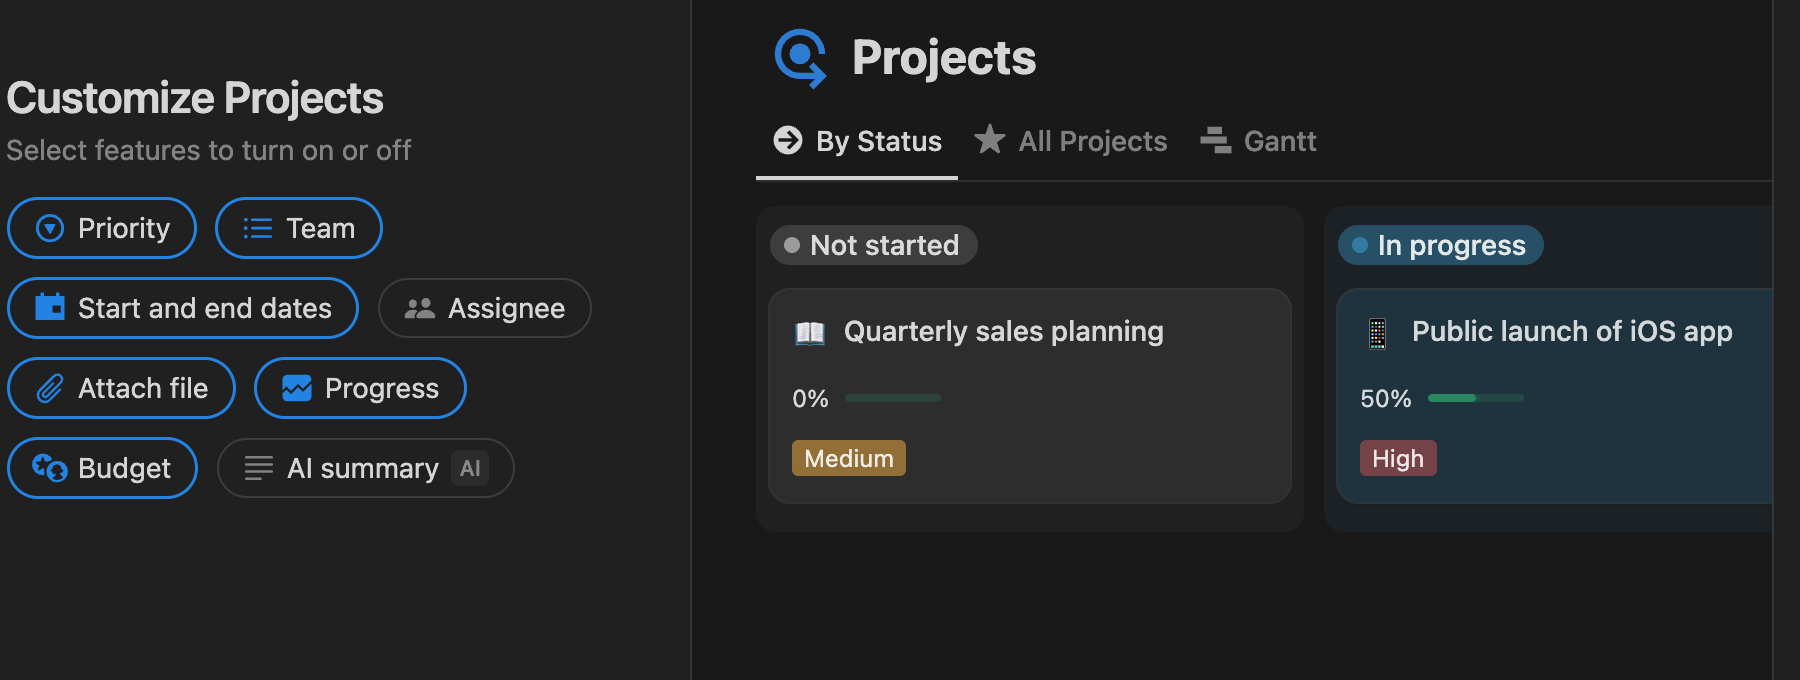 Customize Projects
Select features to turn on or off
Priority
Team
Start and end dates
Assignee
Attach file
Progress
Budget
AI summary AI
Projects
By Status
All Projects
Gantt
Not started
Quarterly sales planning
0%
Medium
In progress
Public launch of iOS app
50%
High